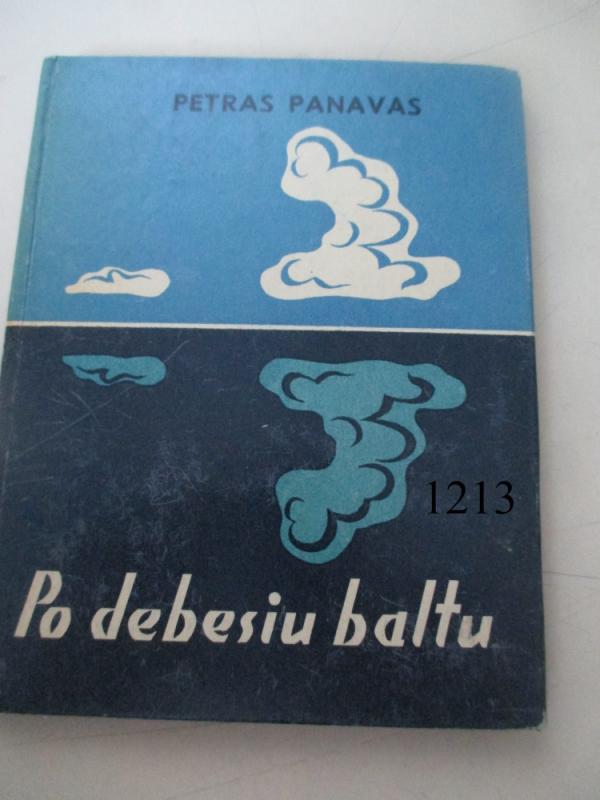 PETRAS PANAVAS
1213
Po debesiu baltu